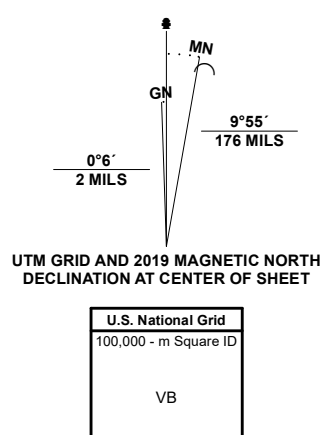 MN
GN
9°55´
176 MILS
0°6´
2 MILS
UTM GRID AND 2019 MAGNETIC NORTH
DECLINATION AT CENTER OF SHEET
U.S. National Grid
100,000 - m Square ID
VB